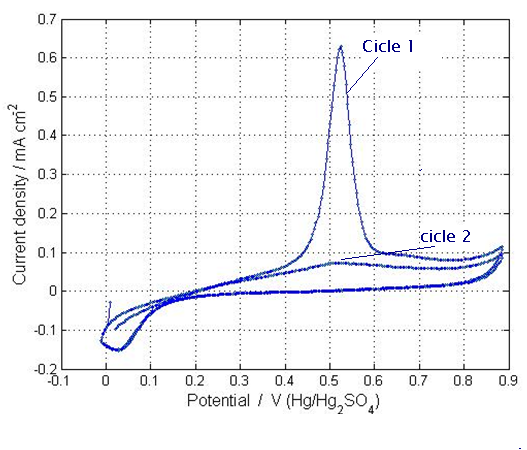 0.7
0.6
0.5
0.4
0.3
0.2
0.1
0
-0.1
-0.2
Current density / mA cm-2
Cicle 1
cicle 2
-0.1 0 0.1 0.2 0.3 0.4 0.5 0.6 0.7 0.8 0.9
Potential / V (Hg/Hg2SO4)